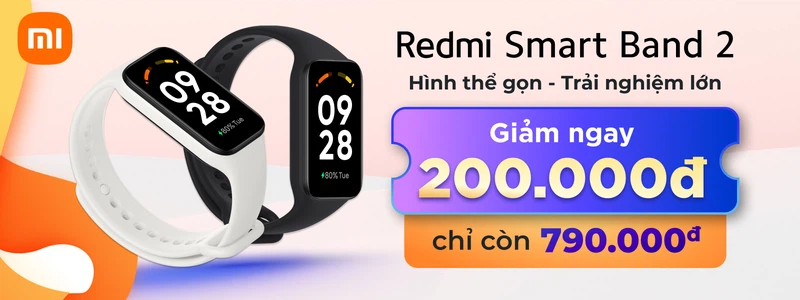 mi
Redmi Smart Band 2
Hình thể gọn - Trải nghiệm lớn
Giảm ngay
200.000đ
chỉ còn 790.000đ
09
28
80% Tue
09
28
80% Tue